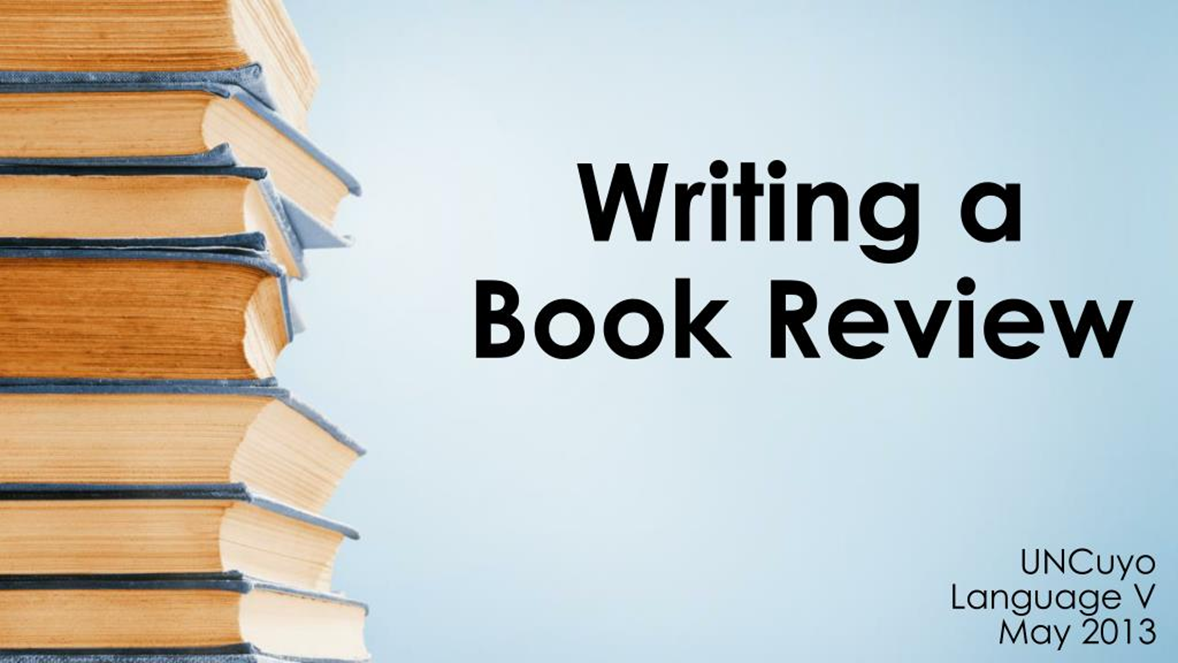 Writing a
Book Review
UNCuyo
Language V
May 2013